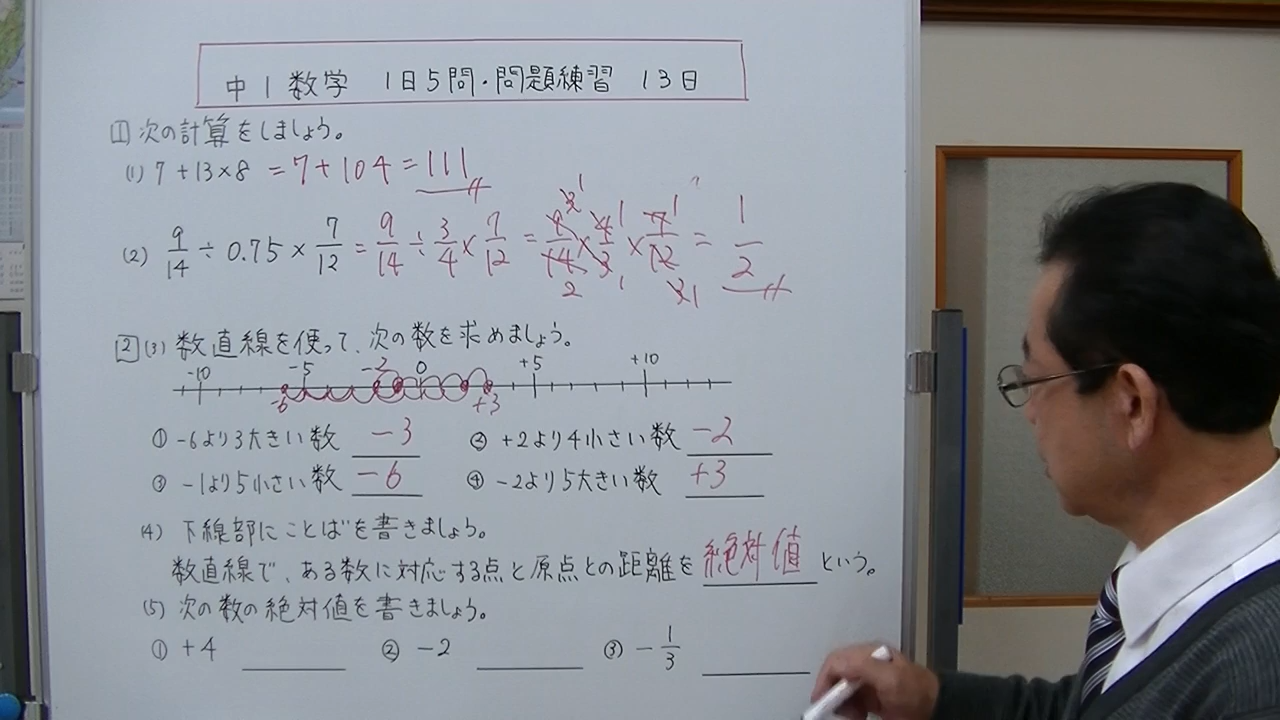 中1数学 1日5問・問題練習 13日
1 次の計算をしましょう。
(1) 7+13×8 =7+104=111
(2) 9/14 ÷ 0.75 × 7/12 = 9/14 ÷ 3/4 × 7/12 = 9/14 × 4/3 × 7/12 = 1/2
2 (3) 数直線を使って、次の数を求めましょう。
-10 -5 -2 0 +5 +10
-6 +3
① -6より3大きい数 -3 ② +2より4小さい数 -2
③ -1より5小さい数 -6 ④ -2より5大きい数 +3
(4) 下線部にことばを書きましょう。
数直線で、ある数に対応する点と原点との距離を 絶対値 という。
(5) 次の数の絶対値を書きましょう。
① +4 ② -2 ③ -1/3